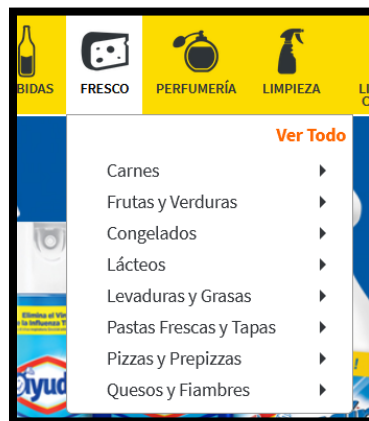 BIDAS
FRESCO
PERFUMERÍA
LIMPIEZA
Ver Todo
Carnes
Frutas y Verduras
Congelados
Lácteos
Levaduras y Grasas
Pastas Frescas y Tapas
Pizzas y Prepizzas
Quesos y Fiambres